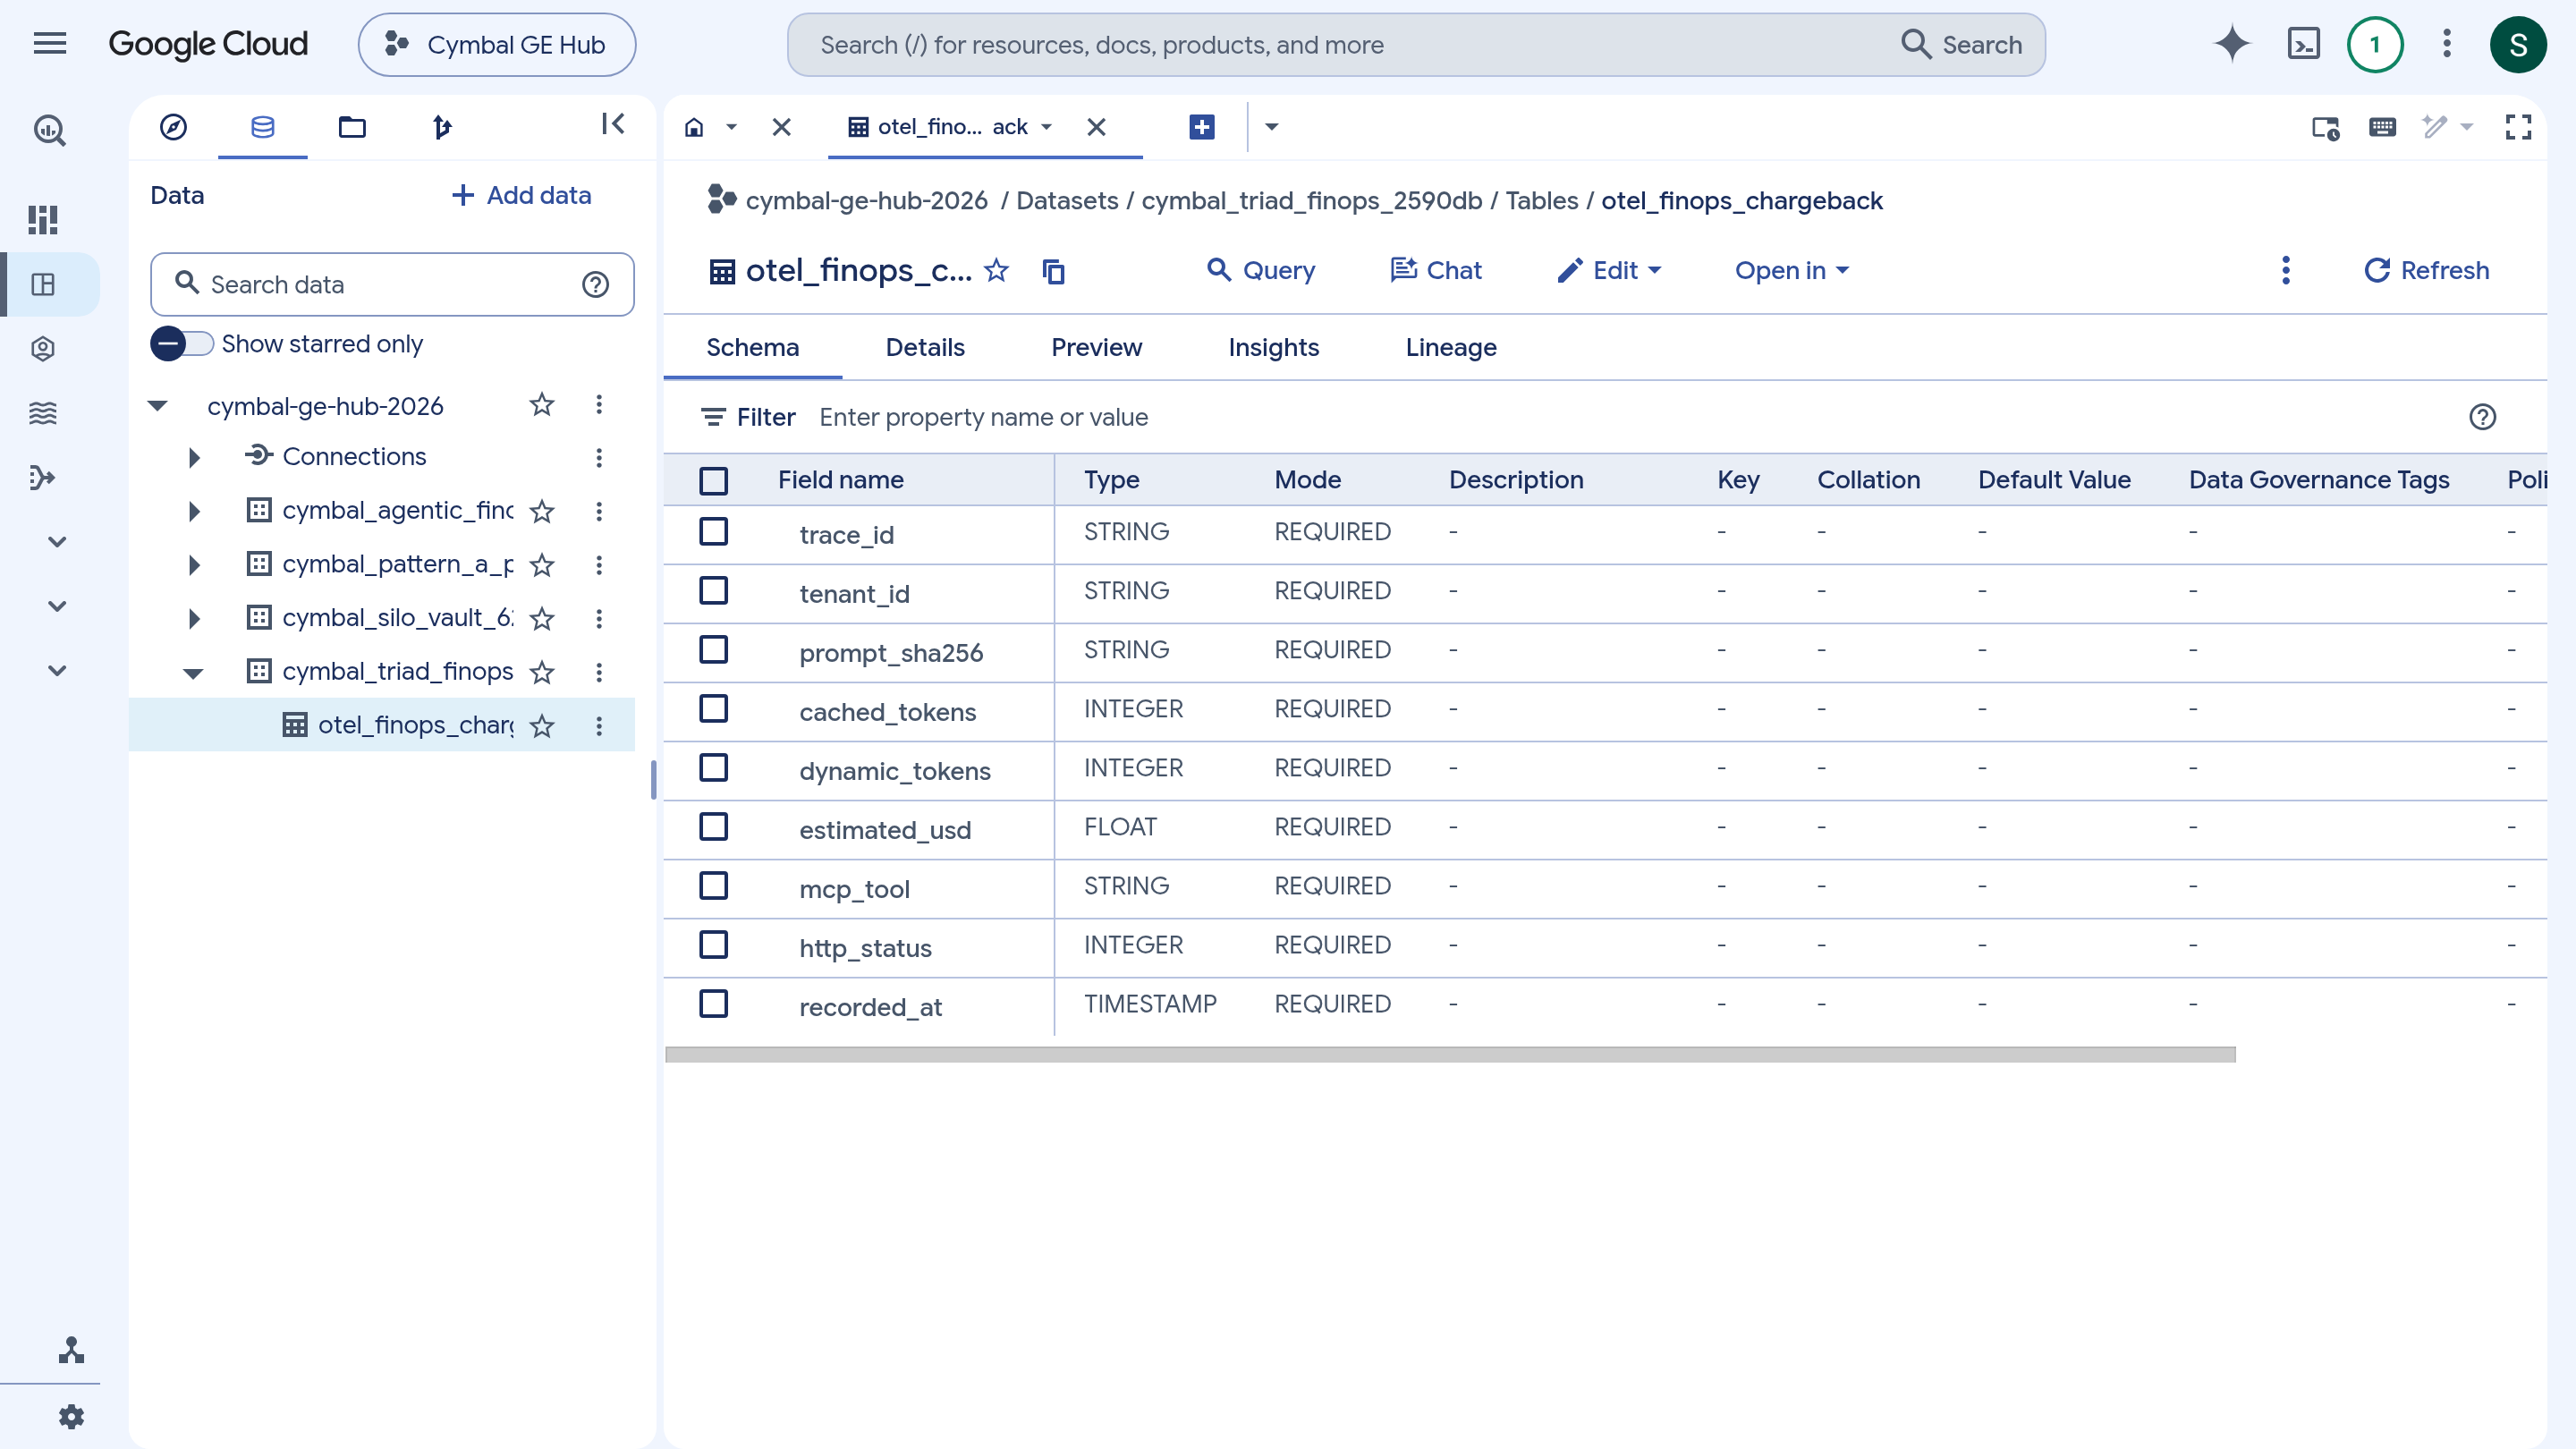 Google Cloud
Cymbal GE Hub
Search (/) for resources, docs, products, and more
Search
1
S
otel_fino... ack
Data
Add data
Search data
Show starred only
cymbal-ge-hub-2026
Connections
cymbal_agentic_finc
cymbal_pattern_a_p
cymbal_silo_vault_62
cymbal_triad_finops
otel_finops_charg
cymbal-ge-hub-2026 / Datasets / cymbal_triad_finops_2590db / Tables / otel_finops_chargeback
otel_finops_c...
Query
Chat
Edit
Open in
Refresh
Schema Details Preview Insights Lineage
Filter Enter property name or value
Field name Type Mode Description Key Collation Default Value Data Governance Tags Poli
trace_id STRING REQUIRED - - - - - -
tenant_id STRING REQUIRED - - - - - -
prompt_sha256 STRING REQUIRED - - - - - -
cached_tokens INTEGER REQUIRED - - - - - -
dynamic_tokens INTEGER REQUIRED - - - - - -
estimated_usd FLOAT REQUIRED - - - - - -
mcp_tool STRING REQUIRED - - - - - -
http_status INTEGER REQUIRED - - - - - -
recorded_at TIMESTAMP REQUIRED - - - - - -